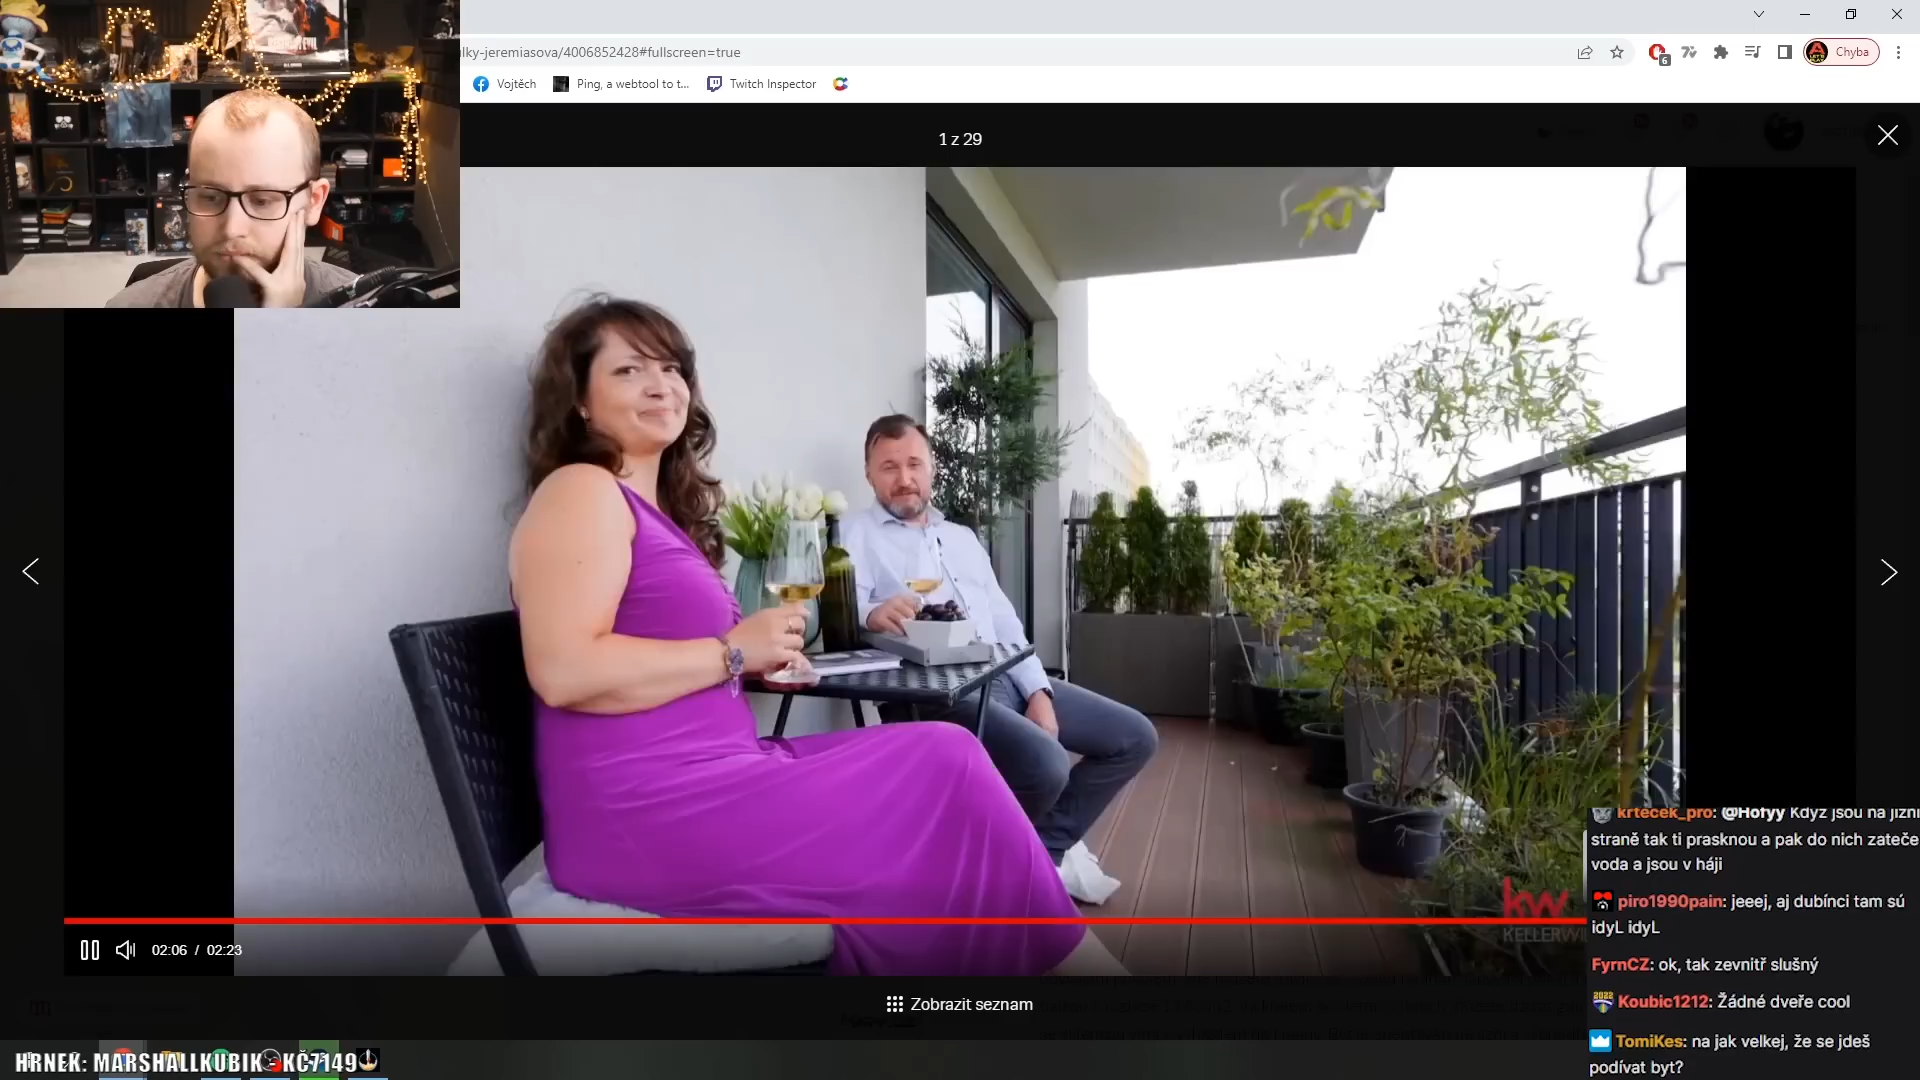 lky-jeremiasova/4006852428#fullscreen=true
6
Chyba
Vojtěch
Ping, a webtool to t...
Twitch Inspector
1 z 29
kw
KELLERWI
02:06 / 02:23
Zobrazit seznam
krtecek_pro: @Hofyy Když jsou na jižní
straně tak ti prasknou a pak do nich zateče
voda a jsou v háji
piro1990pain: jeeej, aj dubínci tam sú
idyL idyL
FyrnCZ: ok, tak zevnitř slušný
Koubic1212: Žádné dveře cool
TomiKes: na jak velkej, že se jdeš
podívat byt?
HRNEK: MARSHALLKUBIK - KČ7149